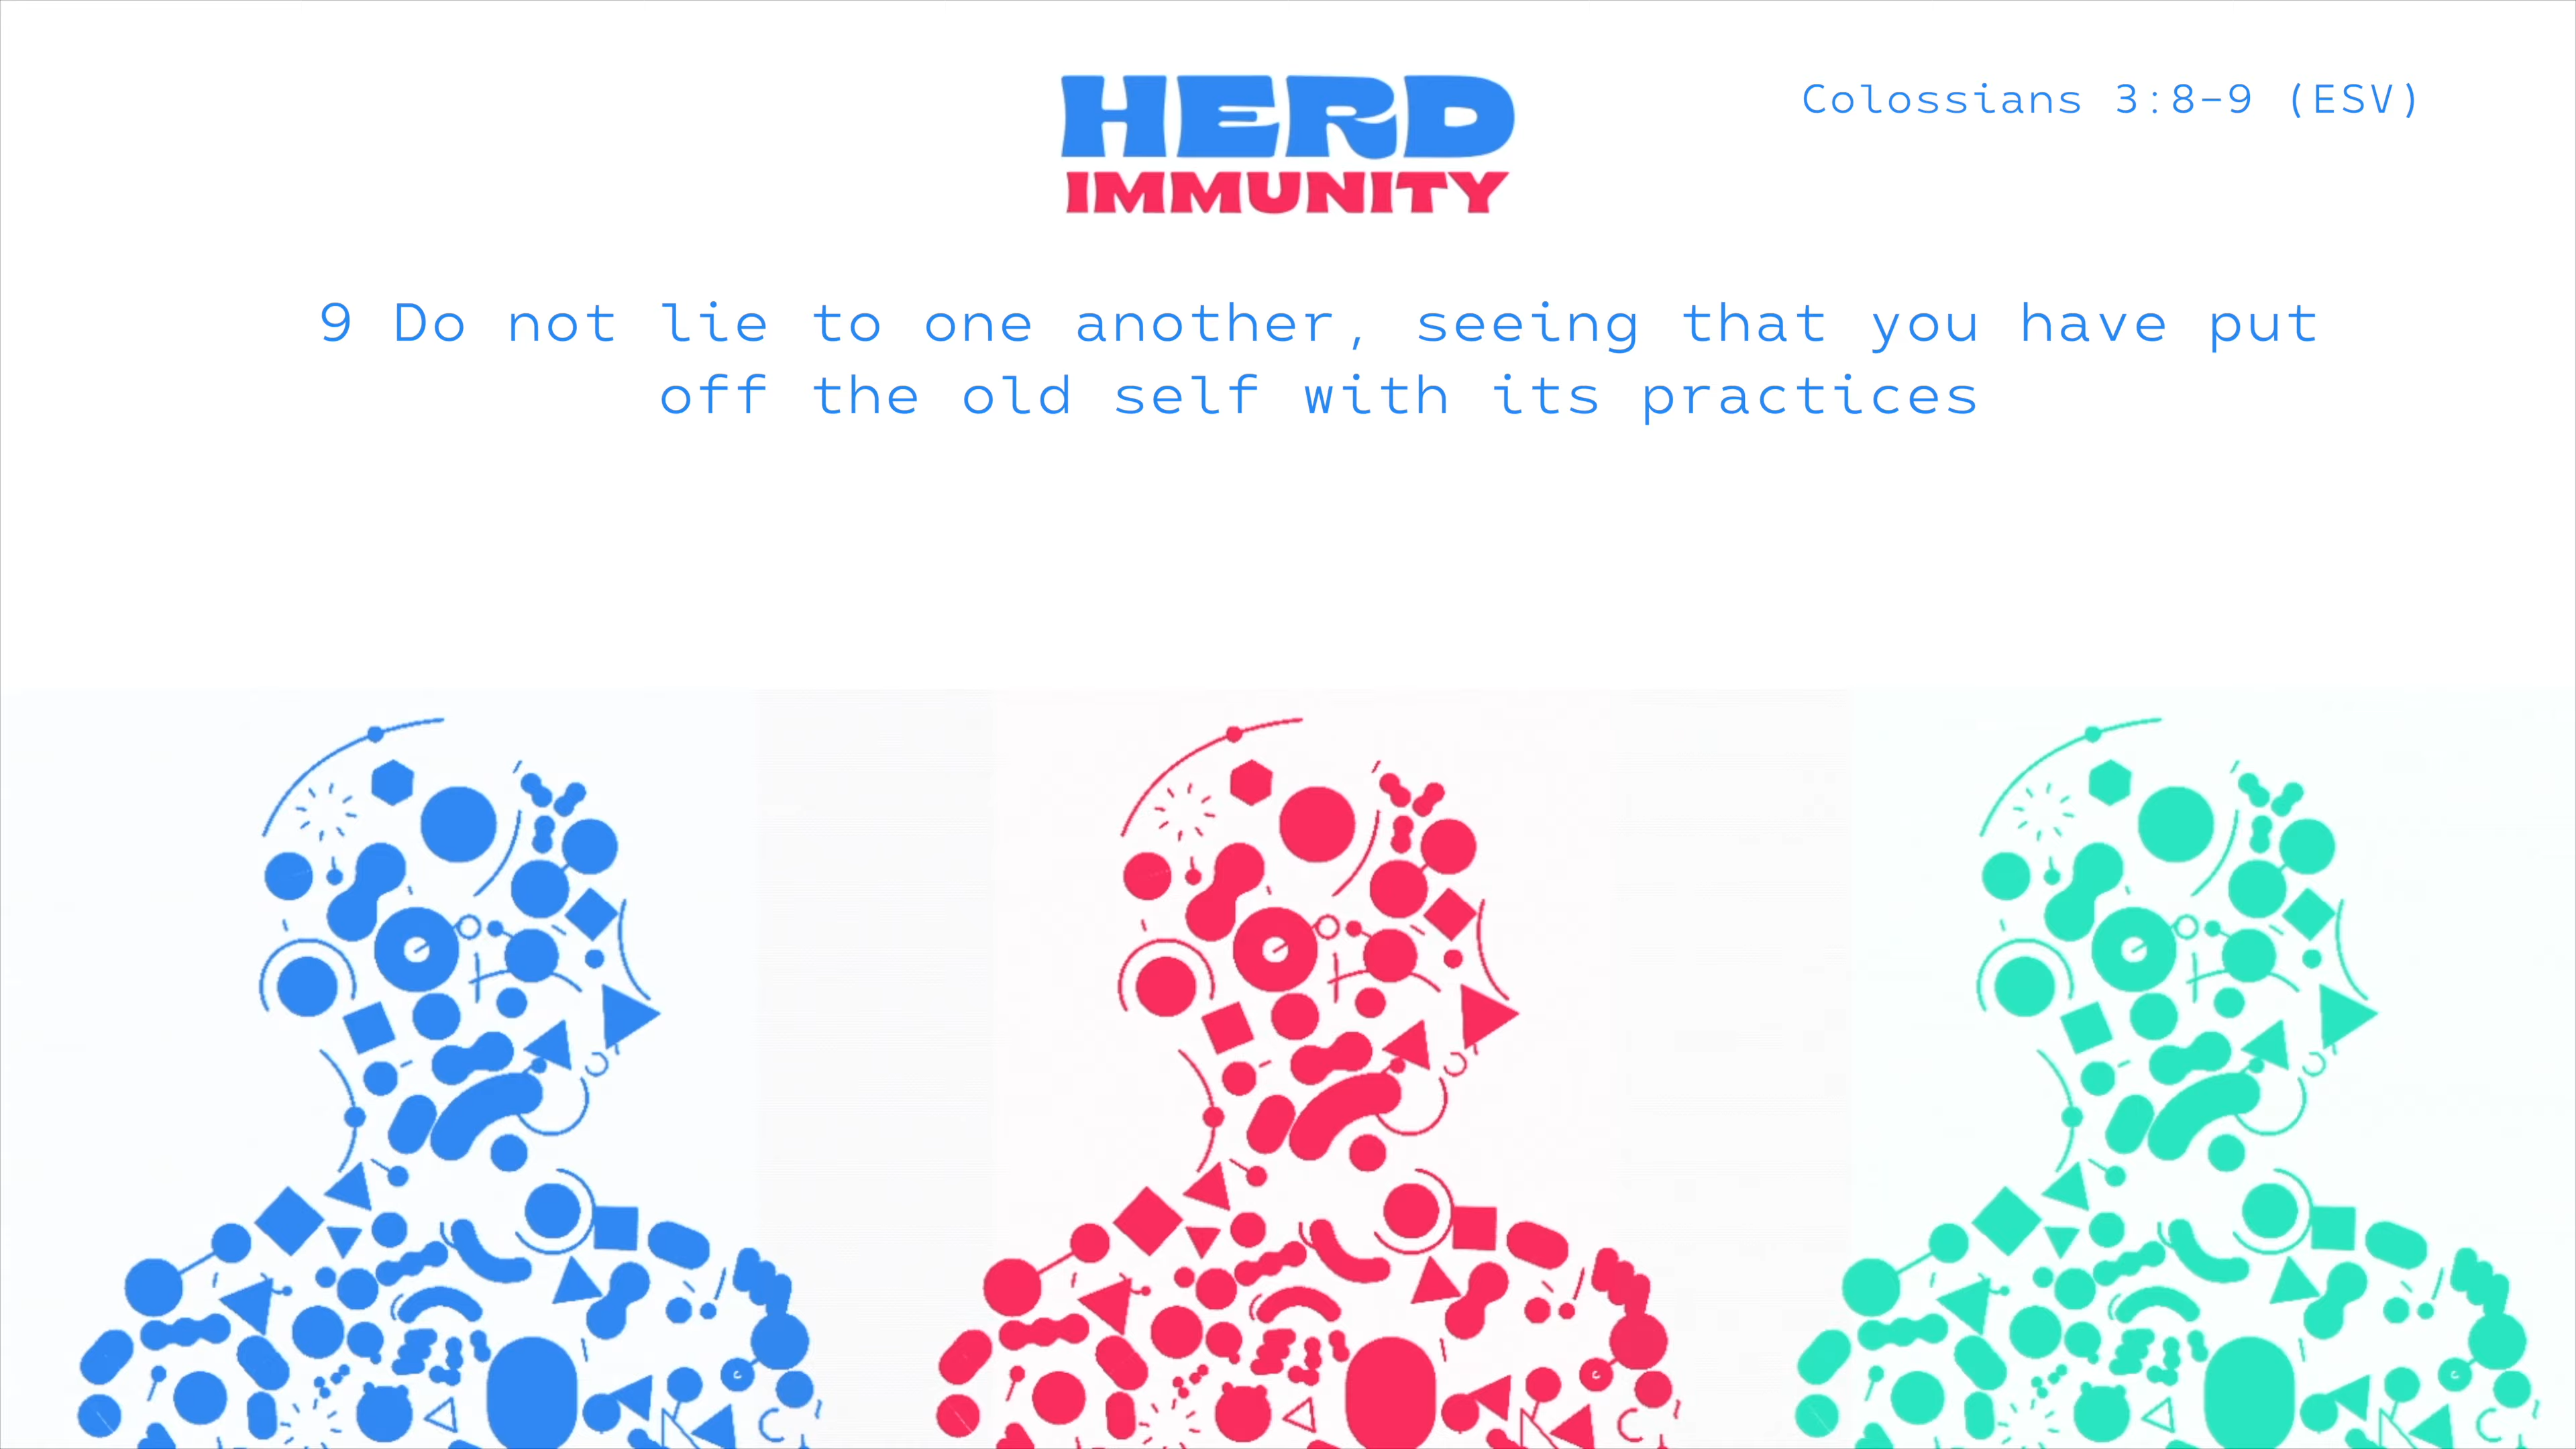 HERD
IMMUNITY
Colossians 3:8-9 (ESV)
9 Do not lie to one another, seeing that you have put
off the old self with its practices